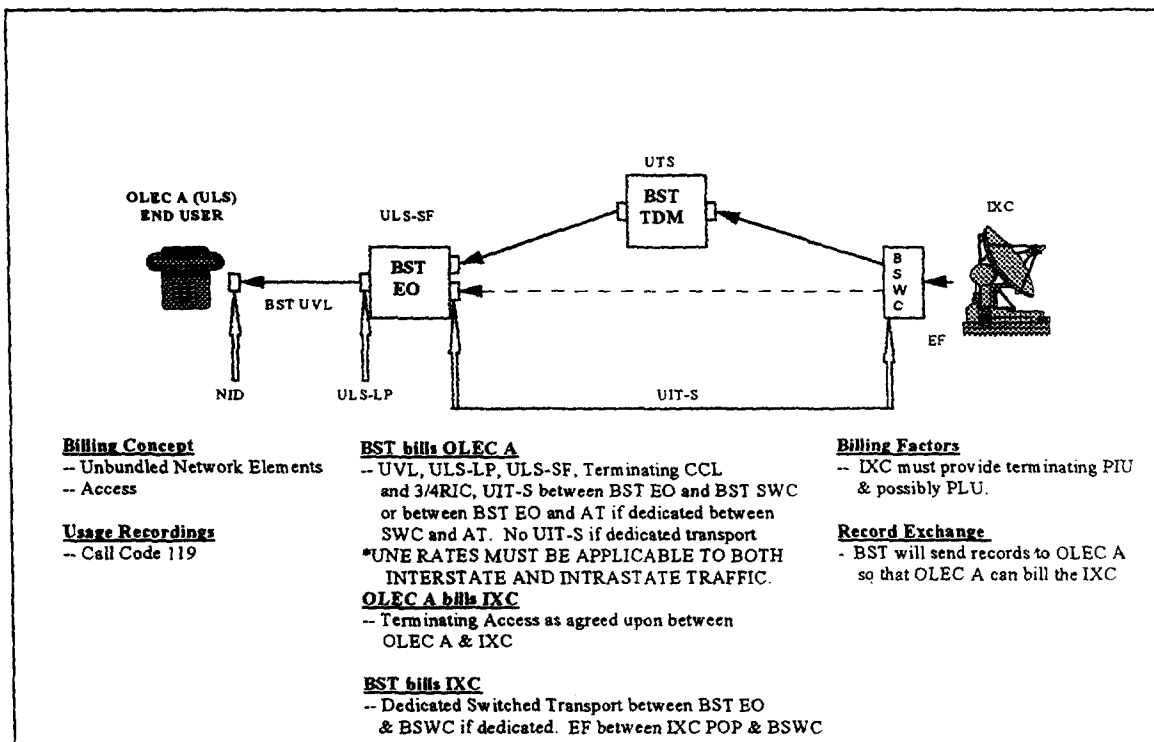 UTS
BST
TDM
OLEC A (ULS)
END USER
ULS-SF
IXC
BST
EO
B
S
W
C
BST UVL
EF
NID
ULS-LP
UIT-S
Billing Concept
-- Unbundled Network Elements
-- Access
Usage Recordings
-- Call Code 119
BST bills OLEC A
-- UVL, ULS-LP, ULS-SF, Terminating CCL
and 3/4RIC, UIT-S between BST EO and BST SWC
or between BST EO and AT if dedicated between
SWC and AT. No UIT-S if dedicated transport
*UNE RATES MUST BE APPLICABLE TO BOTH
INTERSTATE AND INTRASTATE TRAFFIC.
OLEC A bills IXC
-- Terminating Access as agreed upon between
OLEC A & IXC
BST bills IXC
-- Dedicated Switched Transport between BST EO
& BSWC if dedicated. EF between IXC POP & BSWC
Billing Factors
-- IXC must provide terminating PIU
& possibly PLU.
Record Exchange
- BST will send records to OLEC A
so that OLEC A can bill the IXC